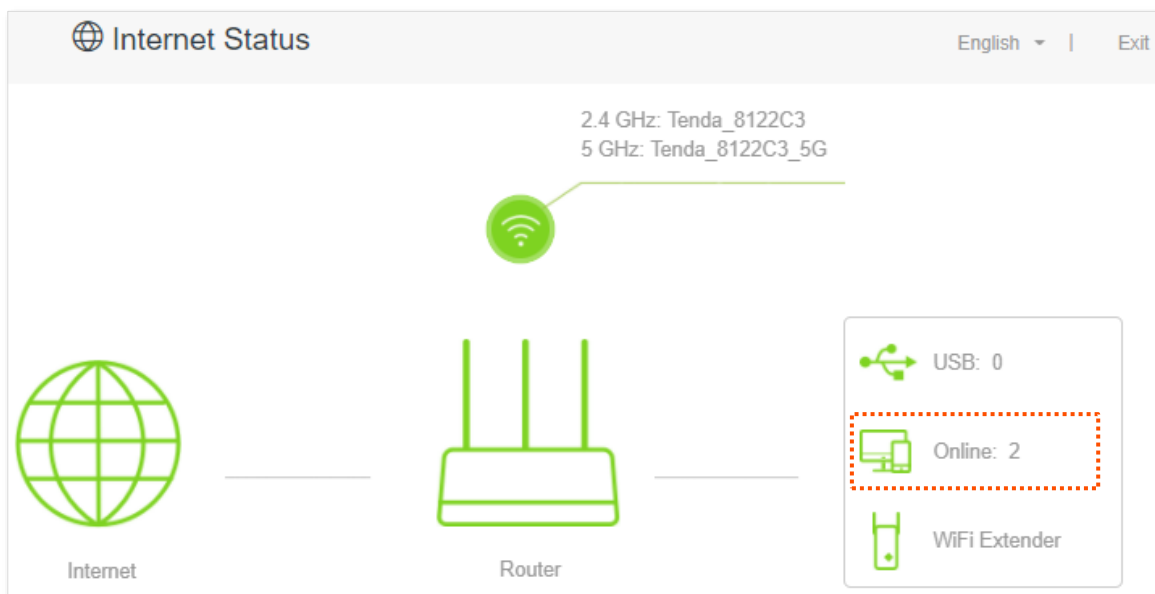 Internet Status
English | Exit
2.4 GHz: Tenda_8122C3
5 GHz: Tenda_8122C3_5G
USB: 0
Online: 2
WiFi Extender
Internet
Router